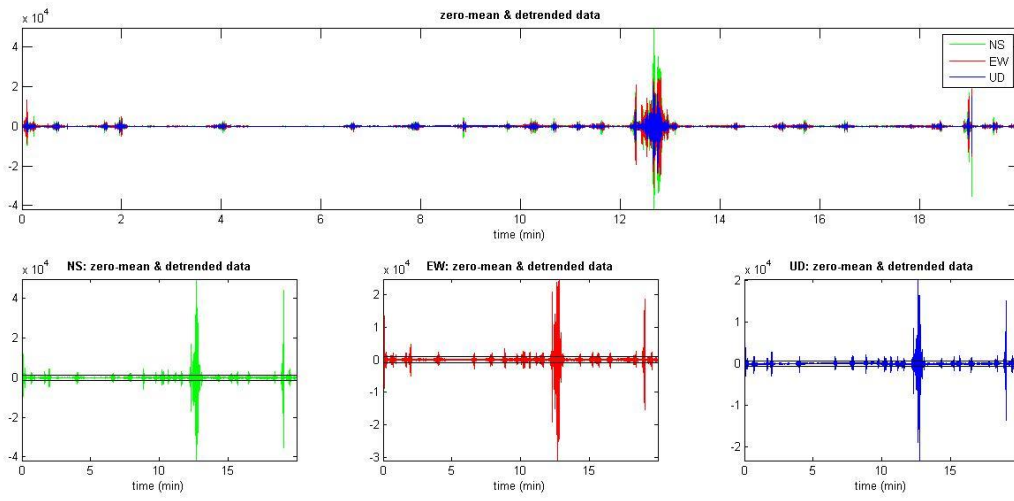 zero-mean & detrended data
x 10^4
4
2
0
-2
-4
0 2 4 6 8 10 12 14 16 18
time (min)
NS
EW
UD
NS: zero-mean & detrended data
x 10^4
4
2
0
-2
-4
0 5 10 15
time (min)
EW: zero-mean & detrended data
x 10^4
2
1
0
-1
-2
-3
0 5 10 15
time (min)
UD: zero-mean & detrended data
x 10^4
2
1
0
-1
-2
0 5 10 15
time (min)